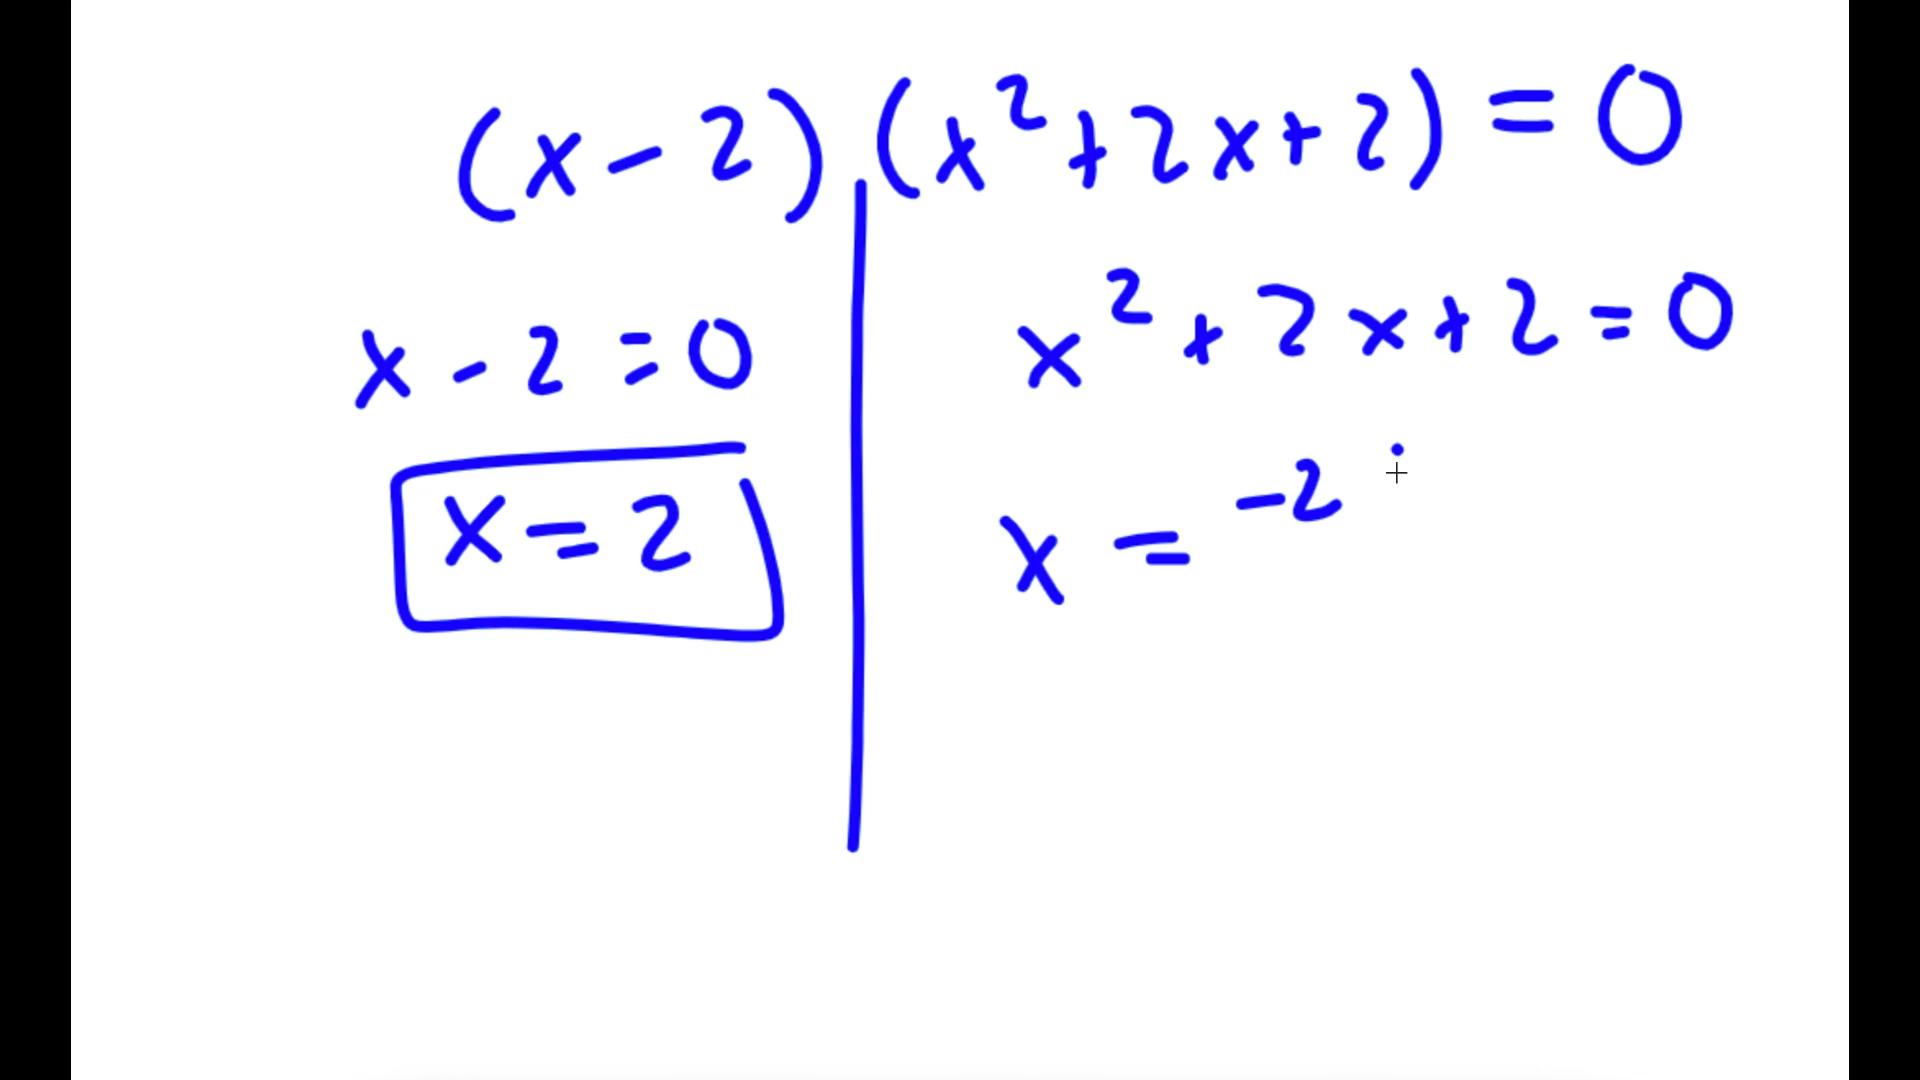 (x - 2) (x² + 2x + 2) = 0
x - 2 = 0
x = 2
x² + 2x + 2 = 0
x = -2